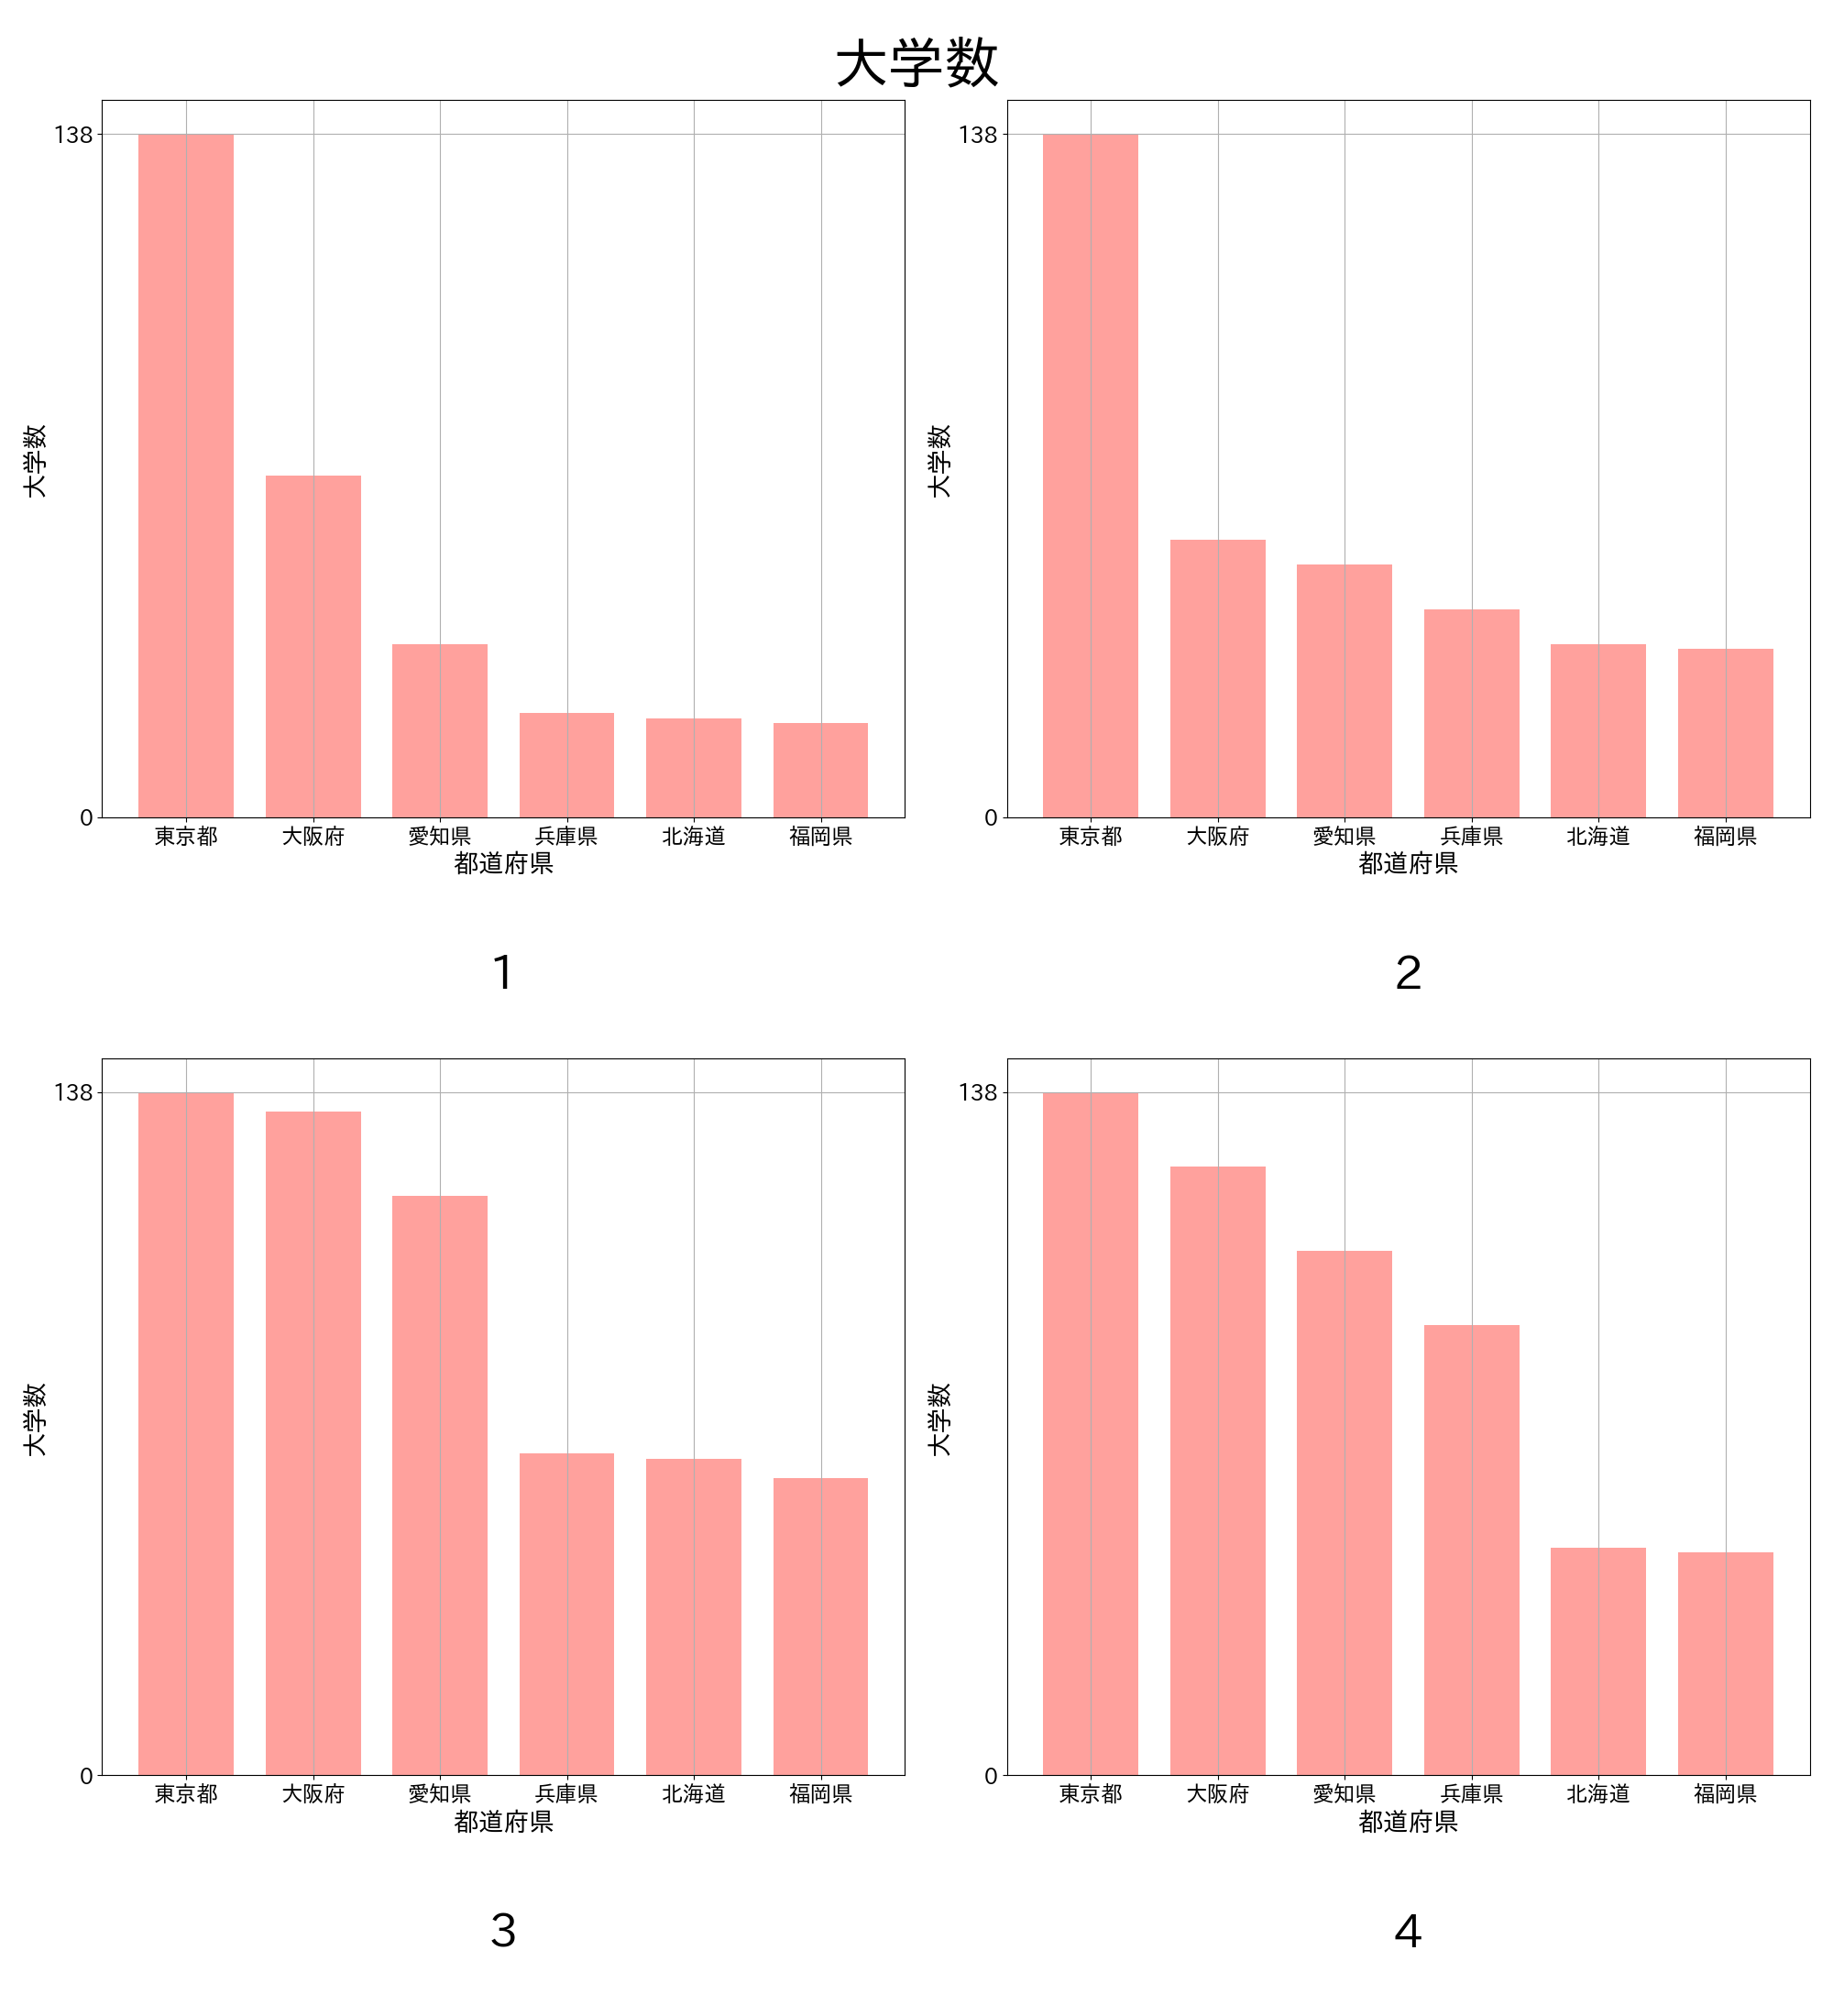 大学数
138
0
大学数
東京都 大阪府 愛知県 兵庫県 北海道 福岡県
都道府県
1
138
0
大学数
東京都 大阪府 愛知県 兵庫県 北海道 福岡県
都道府県
2
138
0
大学数
東京都 大阪府 愛知県 兵庫県 北海道 福岡県
都道府県
3
138
0
大学数
東京都 大阪府 愛知県 兵庫県 北海道 福岡県
都道府県
4